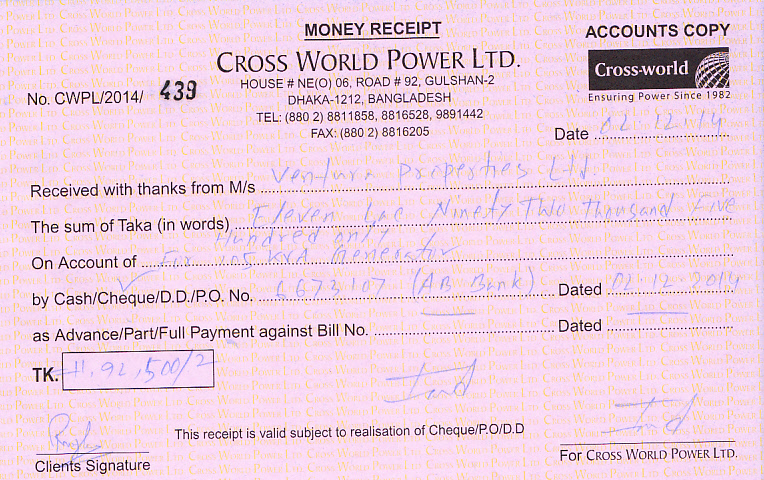 MONEY RECEIPT
ACCOUNTS COPY
CROSS WORLD POWER LTD.
Cross-world
Ensuring Power Since 1982
HOUSE # NE(O) 06, ROAD # 92, GULSHAN-2
DHAKA-1212, BANGLADESH
TEL: (880 2) 8811858, 8816528, 9891442
FAX: (880 2) 8816205
No. CWPL/2014/ 439
Date 02.12.14
Received with thanks from M/s Ventura Properties Ltd.
The sum of Taka (in words) Eleven Lac Ninety Two Thousand Five
Hundred only
On Account of For KVA Generator
by Cash/Cheque/D.D./P.O. No. 6673107 (AB Bank) Dated 02.12.2014
as Advance/Part/Full Payment against Bill No. Dated
TK. 11,92,500/=
This receipt is valid subject to realisation of Cheque/P.O/D.D
Clients Signature
For CROSS WORLD POWER LTD.